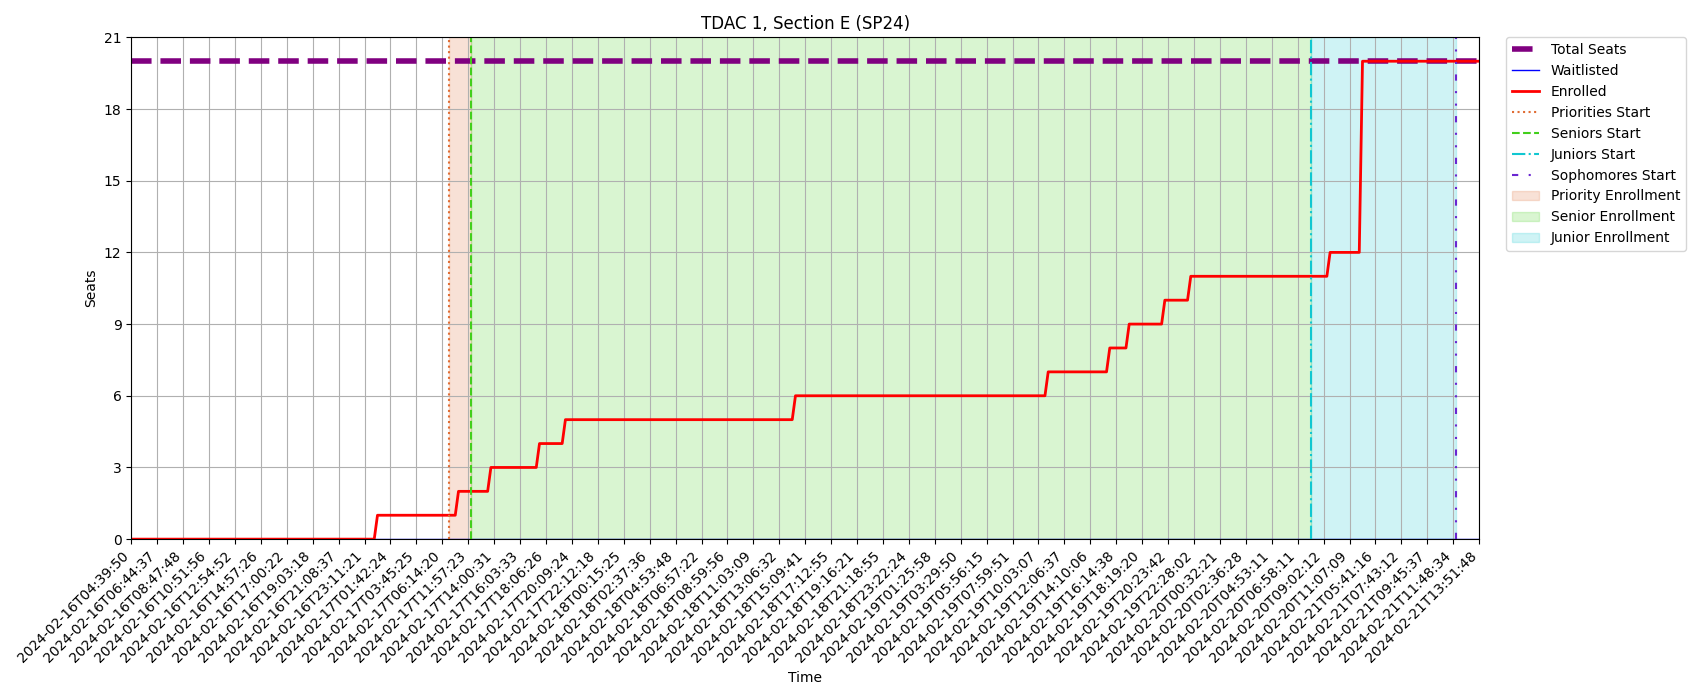 TDAC 1, Section E (SP24)
21
18
15
12
9
6
3
0
Seats
Total Seats
Waitlisted
Enrolled
Priorities Start
Seniors Start
Juniors Start
Sophomores Start
Priority Enrollment
Senior Enrollment
Junior Enrollment
2024-02-16T04:39:50
2024-02-16T06:44:37
2024-02-16T08:47:48
2024-02-16T10:51:56
2024-02-16T12:54:52
2024-02-16T14:57:26
2024-02-16T17:00:22
2024-02-16T19:03:18
2024-02-16T21:08:37
2024-02-16T23:11:21
2024-02-17T01:42:24
2024-02-17T03:45:25
2024-02-17T06:14:20
2024-02-17T11:57:23
2024-02-17T14:00:31
2024-02-17T16:03:33
2024-02-17T18:06:26
2024-02-17T20:09:24
2024-02-17T22:12:18
2024-02-18T00:15:25
2024-02-18T02:37:36
2024-02-18T04:53:48
2024-02-18T06:57:22
2024-02-18T08:59:56
2024-02-18T11:03:09
2024-02-18T13:06:32
2024-02-18T15:09:41
2024-02-18T17:12:55
2024-02-18T19:16:21
2024-02-18T21:18:55
2024-02-18T23:22:24
2024-02-19T01:25:58
2024-02-19T03:29:50
2024-02-19T05:56:15
2024-02-19T07:59:51
2024-02-19T10:03:07
2024-02-19T12:06:37
2024-02-19T14:10:06
2024-02-19T16:14:38
2024-02-19T18:19:20
2024-02-19T20:23:42
2024-02-19T22:28:02
2024-02-20T00:32:21
2024-02-20T02:36:28
2024-02-20T04:53:11
2024-02-20T06:58:11
2024-02-20T09:02:12
2024-02-20T11:07:09
2024-02-21T05:41:16
2024-02-21T07:43:12
2024-02-21T09:45:37
2024-02-21T11:48:34
2024-02-21T13:51:48
Time